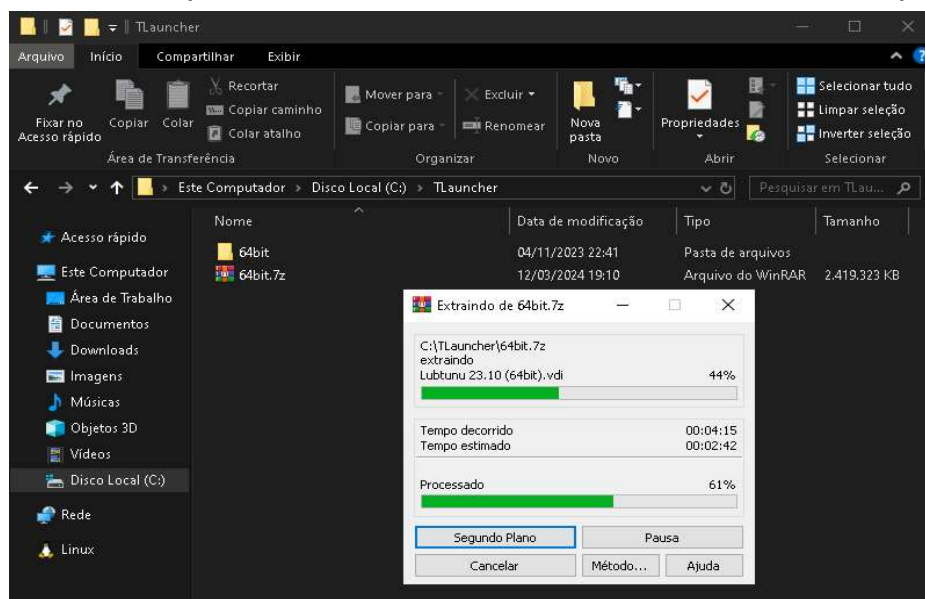 TLauncher
Arquivo Início Compartilhar Exibir
Fixar no Acesso rápido
Copiar
Colar
Recortar
Copiar caminho
Colar atalho
Área de Transferência
Mover para
Copiar para
Excluir
Renomear
Organizar
Nova pasta
Novo
Propriedades
Abrir
Selecionar tudo
Limpar seleção
Inverter seleção
Selecionar
Este Computador > Disco Local (C:) > TLauncher
Pesquisar em TLau...
Nome Data de modificação Tipo Tamanho
64bit 04/11/2023 22:41 Pasta de arquivos
64bit.7z 12/03/2024 19:10 Arquivo do WinRAR 2.419.323 KB
Acesso rápido
Este Computador
Área de Trabalho
Documentos
Downloads
Imagens
Músicas
Objetos 3D
Vídeos
Disco Local (C:)
Rede
Linux
Extraindo de 64bit.7z
C:\TLauncher\64bit.7z
extraindo
Lubtunu 23.10 (64bit).vdi 44%
Tempo decorrido 00:04:15
Tempo estimado 00:02:42
Processado 61%
Segundo Plano Pausa
Cancelar Método... Ajuda